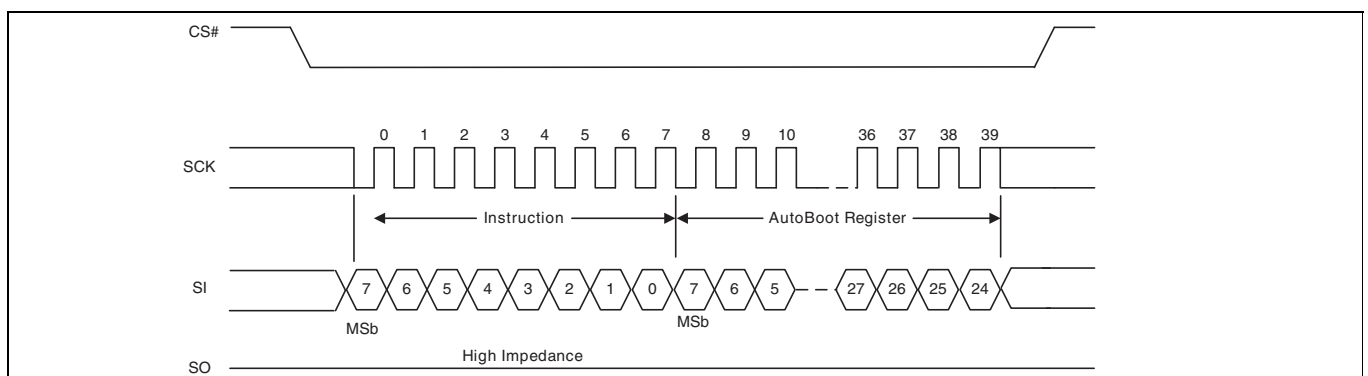 CS#
0 1 2 3 4 5 6 7 8 9 10 36 37 38 39
SCK
Instruction AutoBoot Register
SI 7 6 5 4 3 2 1 0 7 6 5 27 26 25 24
MSb MSb
High Impedance
SO